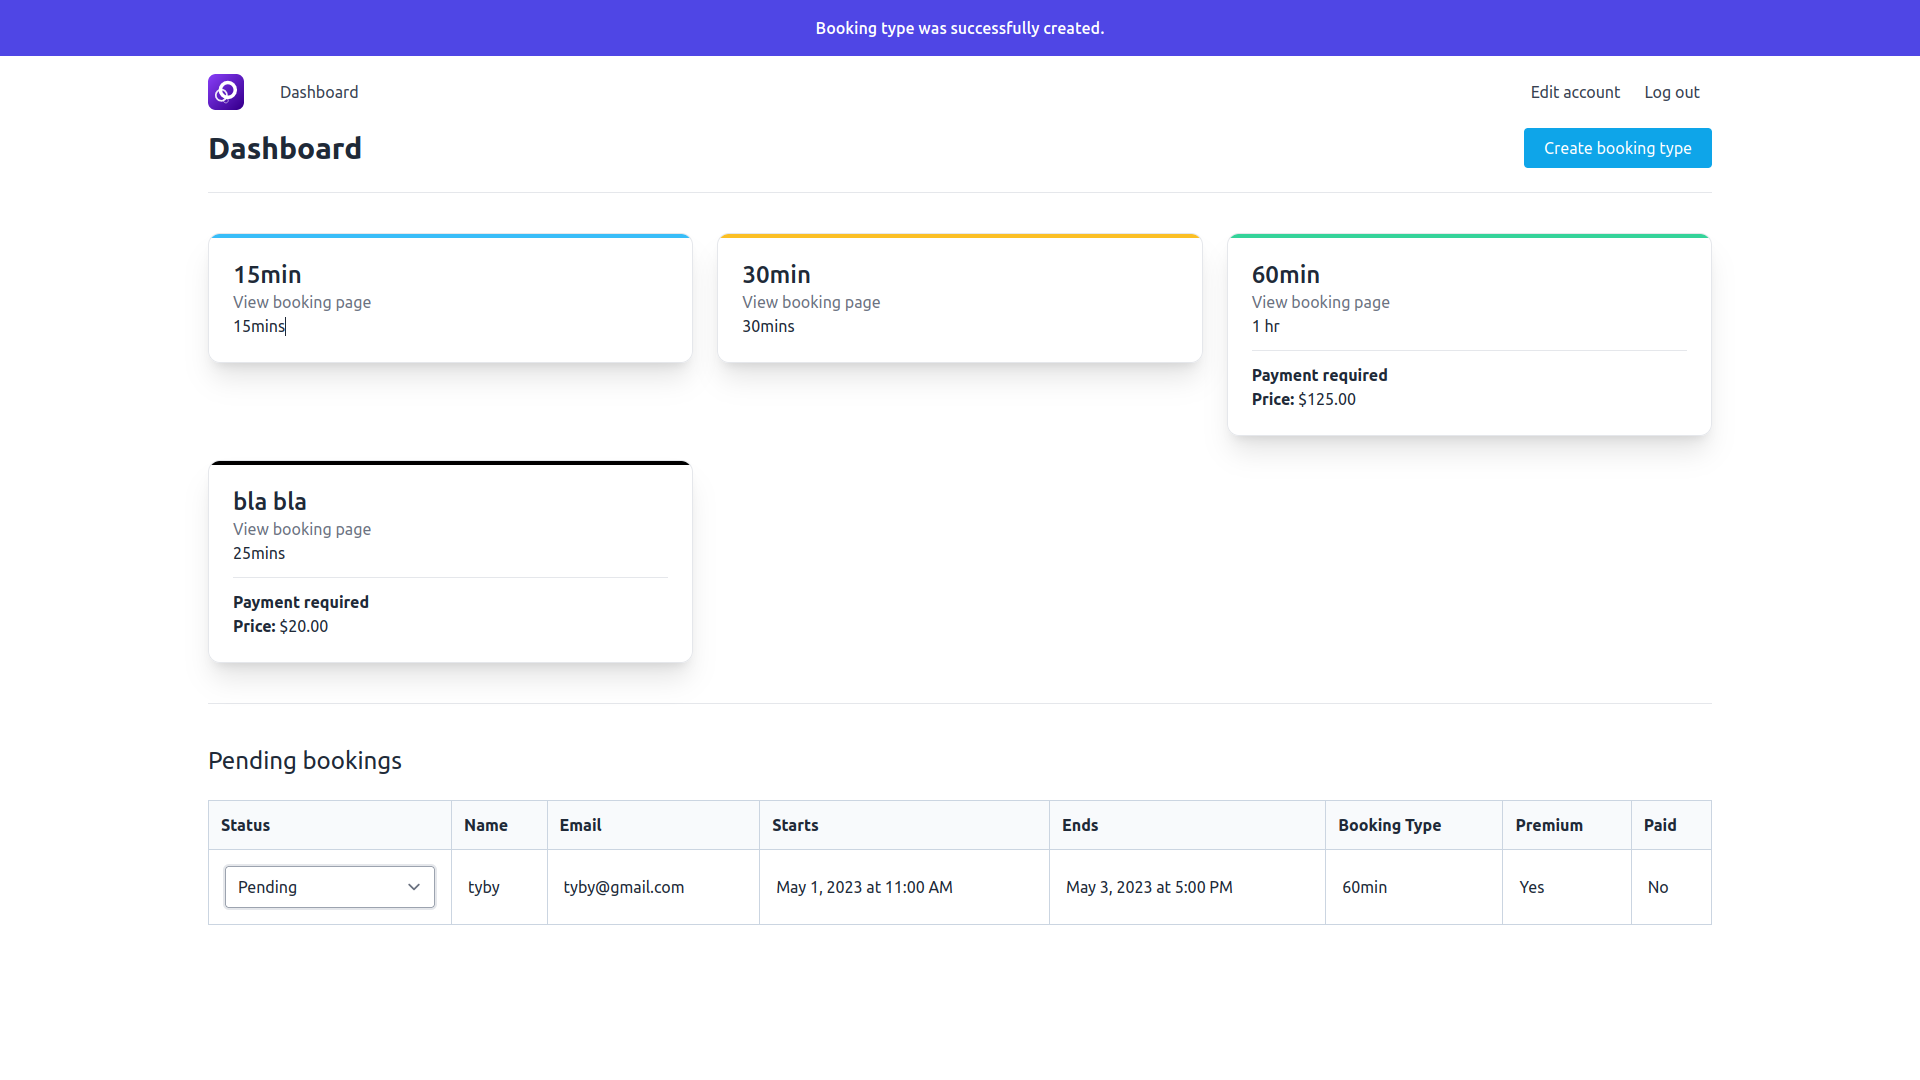 Booking type was successfully created.
Dashboard
Edit account
Log out
Dashboard
Create booking type
15min
View booking page
15mins
30min
View booking page
30mins
60min
View booking page
1 hr
Payment required
Price: $125.00
bla bla
View booking page
25mins
Payment required
Price: $20.00
Pending bookings
Status Name Email Starts Ends Booking Type Premium Paid
Pending tyby tyby@gmail.com May 1, 2023 at 11:00 AM May 3, 2023 at 5:00 PM 60min Yes No